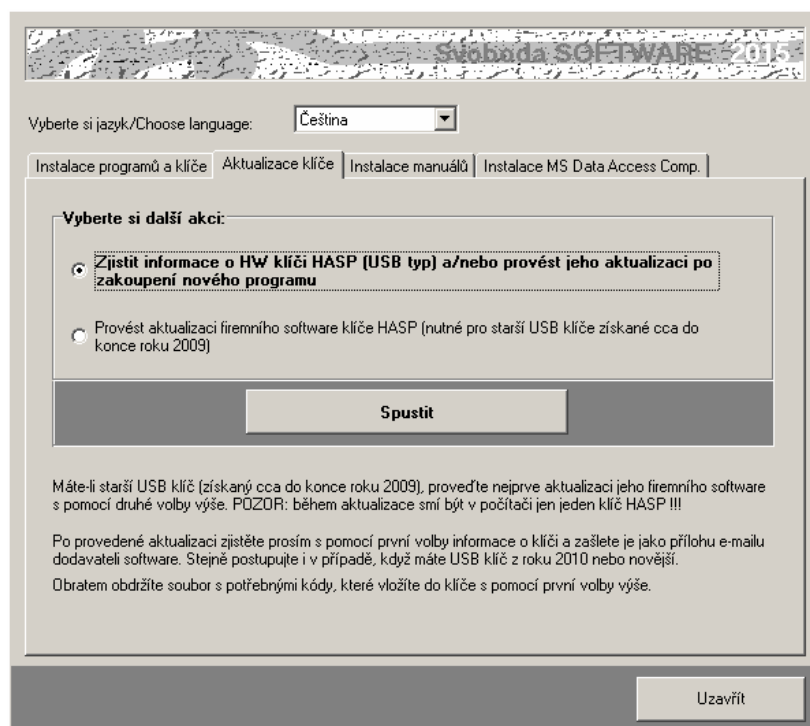 Svoboda SOFTWARE 2015
Vyberte si jazyk/Choose language:
Čeština
Instalace programů a klíče
Aktualizace klíče
Instalace manuálů
Instalace MS Data Access Comp.
Vyberte si další akci:
Zjistit informace o HW klíči HASP (USB typ) a/nebo provést jeho aktualizaci po
zakoupení nového programu
Provést aktualizaci firemního software klíče HASP (nutné pro starší USB klíče získané cca do
konce roku 2009)
Spustit
Máte-li starší USB klíč (získaný cca do konce roku 2009), proveďte nejprve aktualizaci jeho firemního software
s pomocí druhé volby výše. POZOR: během aktualizace smí být v počítači jen jeden klíč HASP !!!
Po provedené aktualizaci zjistěte prosím s pomocí první volby informace o klíči a zašlete je jako přílohu e-mailu
dodavateli software. Stejně postupujte i v případě, když máte USB klíč z roku 2010 nebo novější.
Obratem obdržíte soubor s potřebnými kódy, které vložíte do klíče s pomocí první volby výše.
Uzavřít